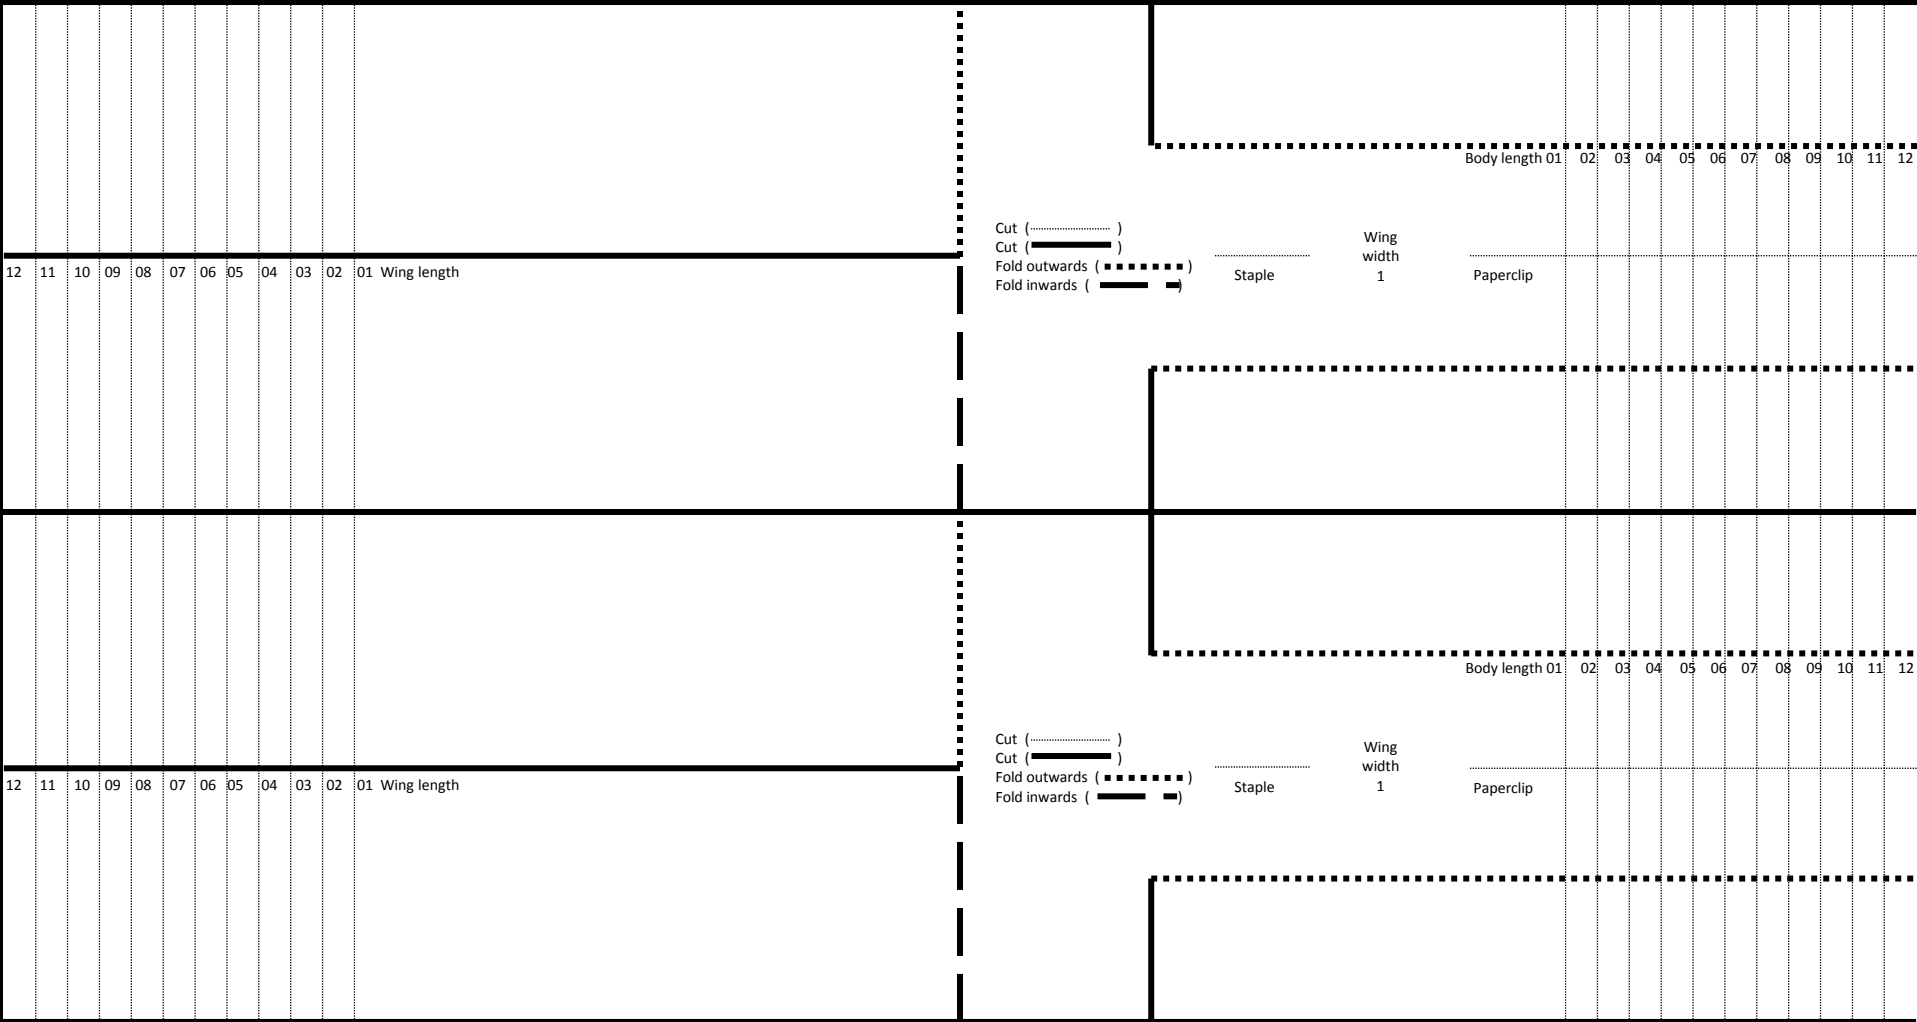 Body length 01 02 03 04 05 06 07 08 09 10 11 12
Cut ( )
Cut ( )
Fold outwards ( )
Fold inwards ( )
Staple
Wing
width
1
Paperclip
12 11 10 09 08 07 06 05 04 03 02 01 Wing length
Body length 01 02 03 04 05 06 07 08 09 10 11 12
Cut ( )
Cut ( )
Fold outwards ( )
Fold inwards ( )
Staple
Wing
width
1
Paperclip
12 11 10 09 08 07 06 05 04 03 02 01 Wing length